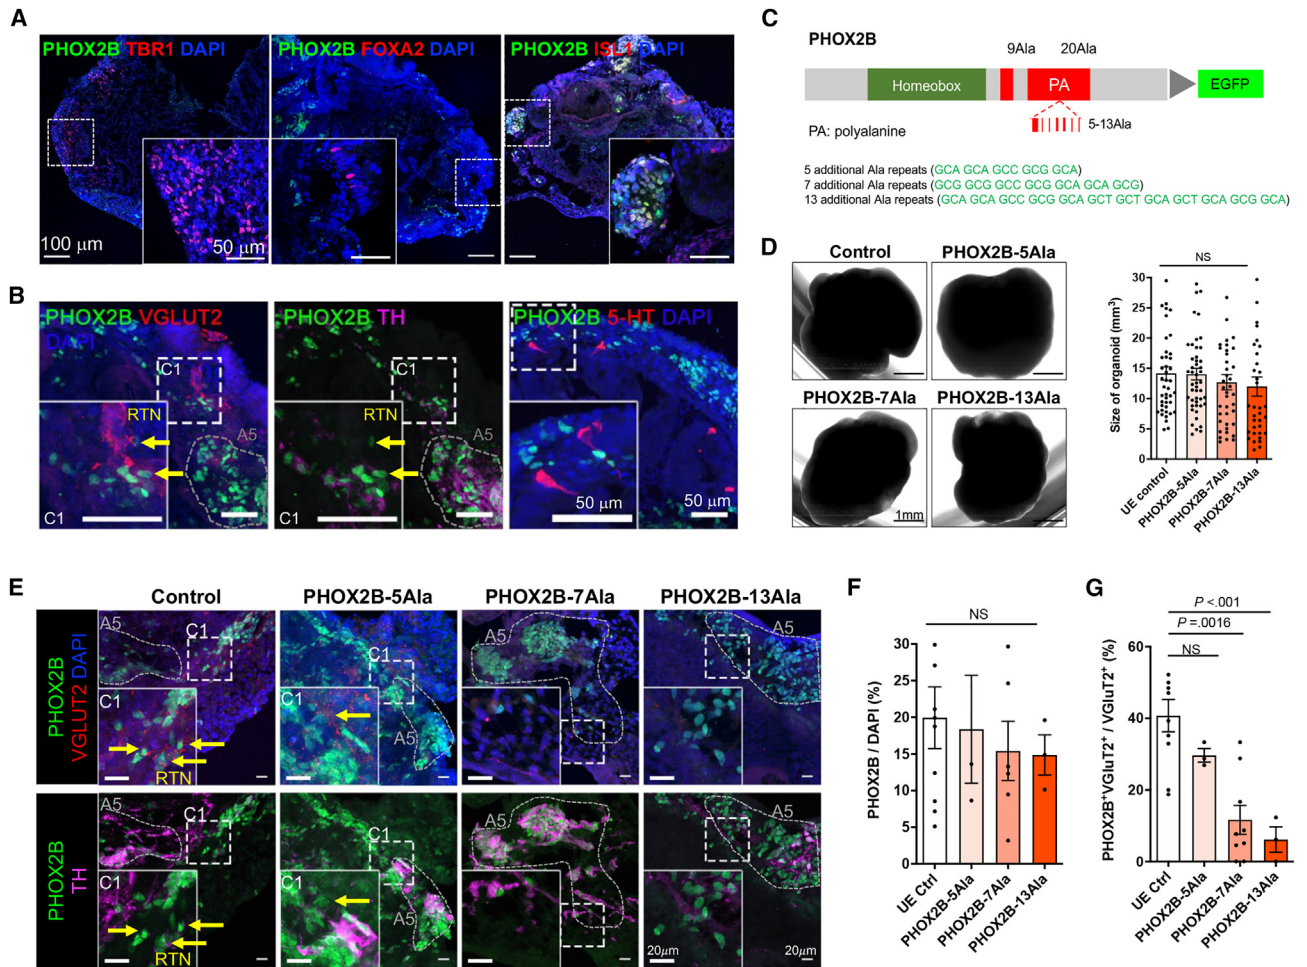 A
PHOX2B TBR1 DAPI
PHOX2B FOXA2 DAPI
PHOX2B ISL1 DAPI
100 µm
50 µm
B
PHOX2B VGLUT2
DAPI
C1
RTN
A5
C1
PHOX2B TH
C1
RTN
A5
C1
PHOX2B 5-HT DAPI
50 µm
50 µm
C
PHOX2B
9Ala
20Ala
Homeobox
PA
EGFP
5-13Ala
PA: polyalanine
5 additional Ala repeats (GCA GCA GCC GCG GCA)
7 additional Ala repeats (GCG GCG GCC GCG GCA GCA GCG)
13 additional Ala repeats (GCA GCA GCC GCG GCA GCT GCT GCA GCT GCA GCG GCA)
D
Control
PHOX2B-5Ala
PHOX2B-7Ala
PHOX2B-13Ala
1mm
NS
Size of organoid (mm³)
30
25
20
15
10
5
0
UE control
PHOX2B-5Ala
PHOX2B-7Ala
PHOX2B-13Ala
E
Control
PHOX2B-5Ala
PHOX2B-7Ala
PHOX2B-13Ala
PHOX2B
VGLUT2 DAPI
A5
C1
C1
RTN
C1
C1
A5
A5
A5
PHOX2B
TH
A5
C1
C1
RTN
C1
C1
A5
A5
A5
20µm
20µm
F
NS
PHOX2B / DAPI (%)
30
25
20
15
10
5
0
UE Ctrl
PHOX2B-5Ala
PHOX2B-7Ala
PHOX2B-13Ala
G
P <.001
P =.0016
NS
PHOX2B⁺VGluT2⁺ / VGluT2⁺ (%)
60
40
20
0
UE Ctrl
PHOX2B-5Ala
PHOX2B-7Ala
PHOX2B-13Ala